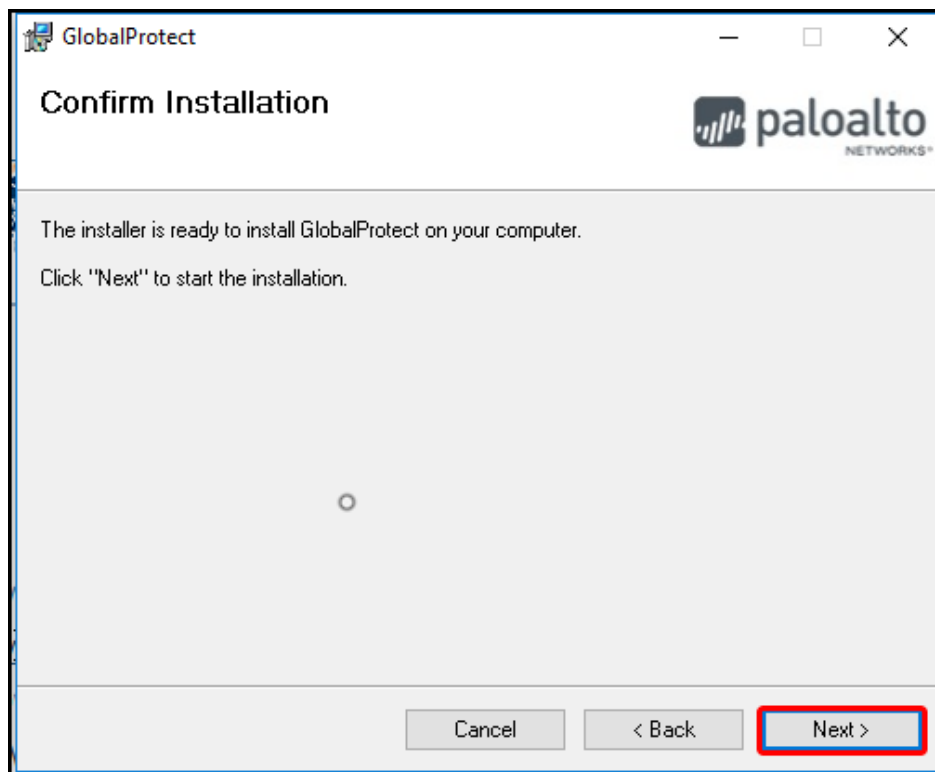 GlobalProtect
Confirm Installation
paloalto
NETWORKS®
The installer is ready to install GlobalProtect on your computer.
Click "Next" to start the installation.
Cancel
< Back
Next >